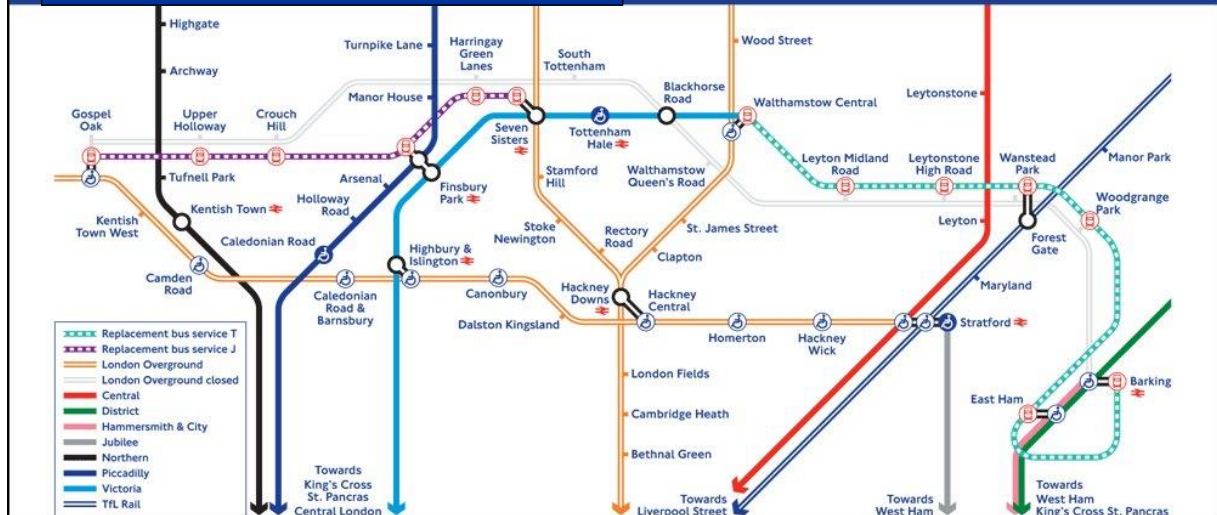 Highgate
Archway
Tufnell Park
Kentish Town
Turnpike Lane
Manor House
Arsenal
Holloway
Road
Caledonian Road
Finsbury
Park
Harringay
Green
Lanes
South
Tottenham
Seven
Sisters
Tottenham
Hale
Blackhorse
Road
Wood Street
Walthamstow Central
Walthamstow
Queen's Road
St. James Street
Clapton
Gospel
Oak
Upper
Holloway
Crouch
Hill
Kentish
Town West
Camden
Road
Caledonian
Road &
Barnsbury
Highbury &
Islington
Canonbury
Dalston Kingsland
Stamford
Hill
Stoke
Newington
Rectory
Road
Hackney
Downs
Hackney
Central
Homerton
Hackney
Wick
Stratford
London Fields
Cambridge Heath
Bethnal Green
Leytonstone
Leyton Midland
Road
Leytonstone
High Road
Wanstead
Park
Manor Park
Woodgrange
Park
Leyton
Forest
Gate
Maryland
East Ham
Barking
Replacement bus service T
Replacement bus service J
London Overground
London Overground closed
Central
District
Hammersmith & City
Jubilee
Northern
Piccadilly
Victoria
TfL Rail
Towards
King's Cross
St. Pancras
Central London
Towards
Liverpool Street
Towards
West Ham
Towards
West Ham
King's Cross St. Pancras